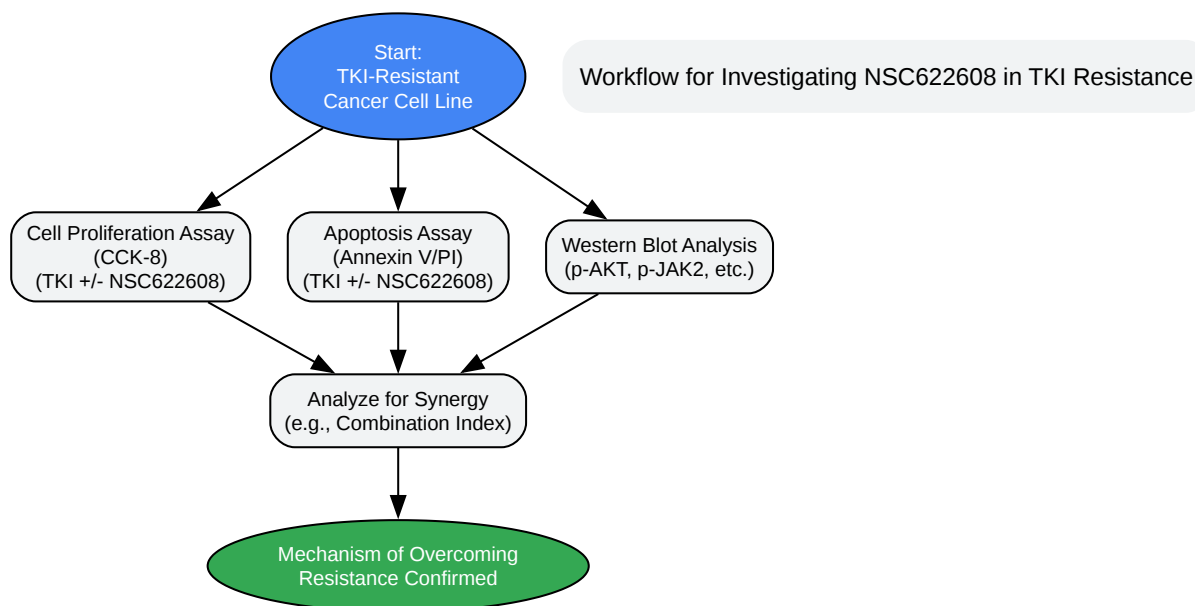 Start:
TKI-Resistant
Cancer Cell Line
Workflow for Investigating NSC622608 in TKI Resistance
Cell Proliferation Assay
(CCK-8)
(TKI +/- NSC622608)
Apoptosis Assay
(Annexin V/PI)
(TKI +/- NSC622608)
Western Blot Analysis
(p-AKT, p-JAK2, etc.)
Analyze for Synergy
(e.g., Combination Index)
Mechanism of Overcoming
Resistance Confirmed